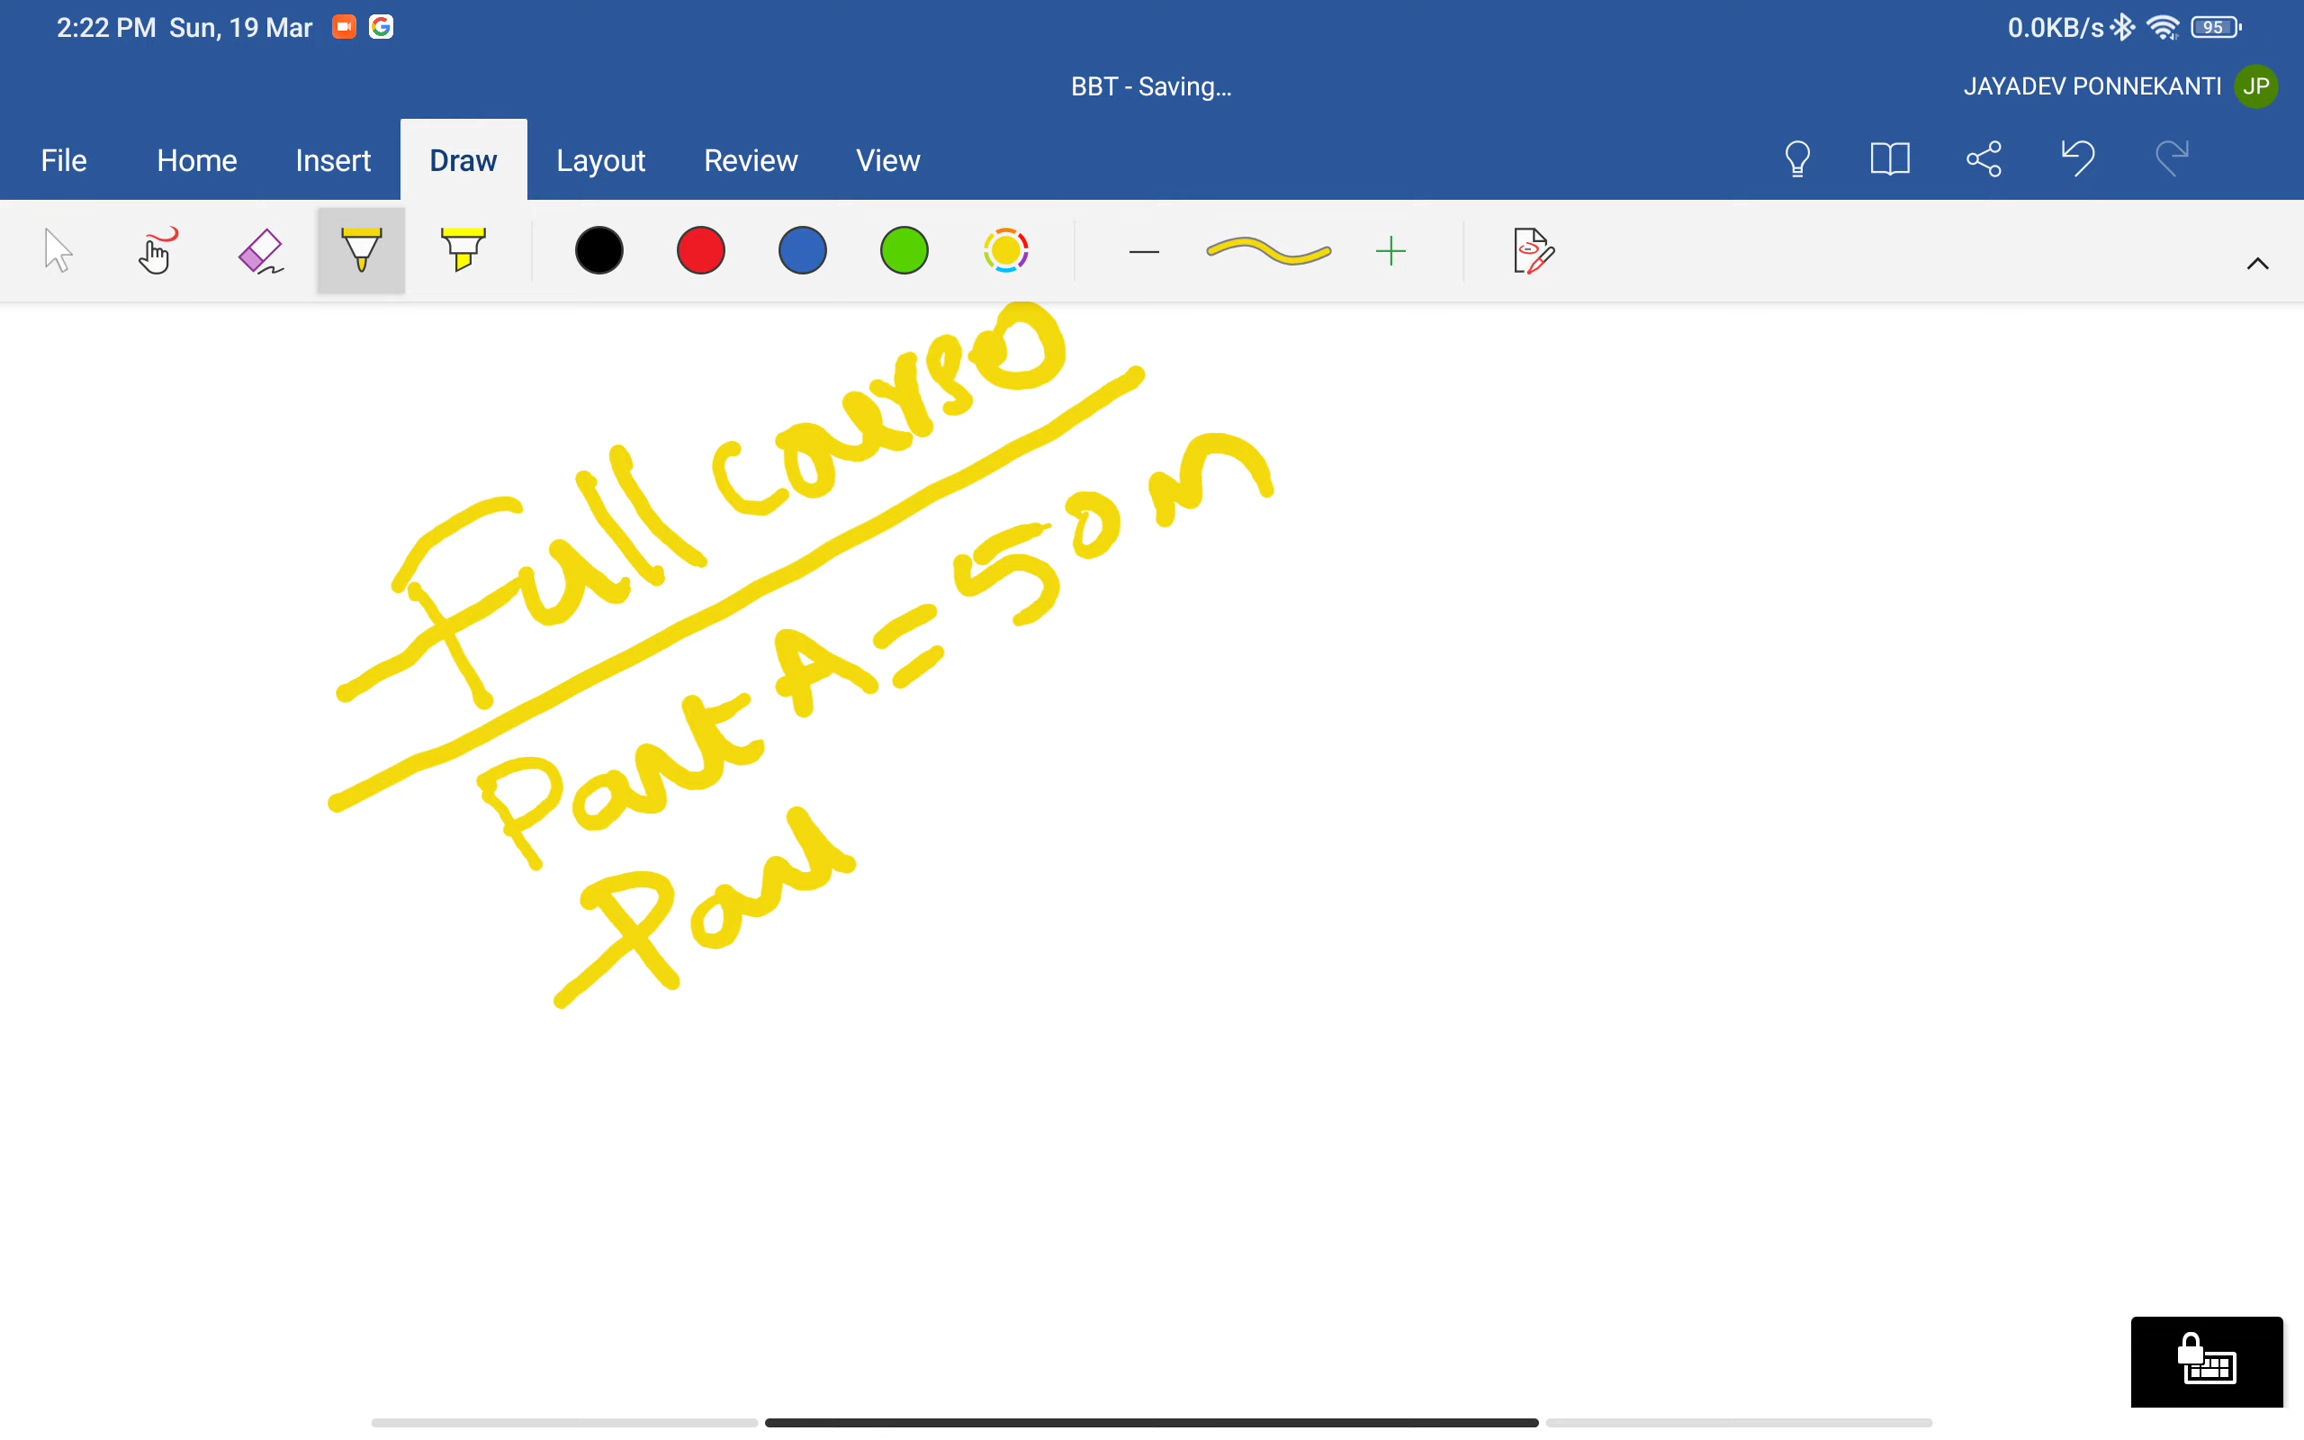 2:22 PM Sun, 19 Mar
0.0KB/s 95
BBT - Saving...
JAYADEV PONNEKANTI JP
File Home Insert Draw Layout Review View
Full course
Part A = 50 m